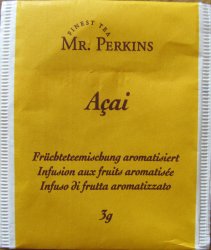 FINEST TEA
MR. PERKINS
Açai
Früchteteemischung aromatisiert
Infusion aux fruits aromatisée
Infuso di frutta aromatizzato
3g